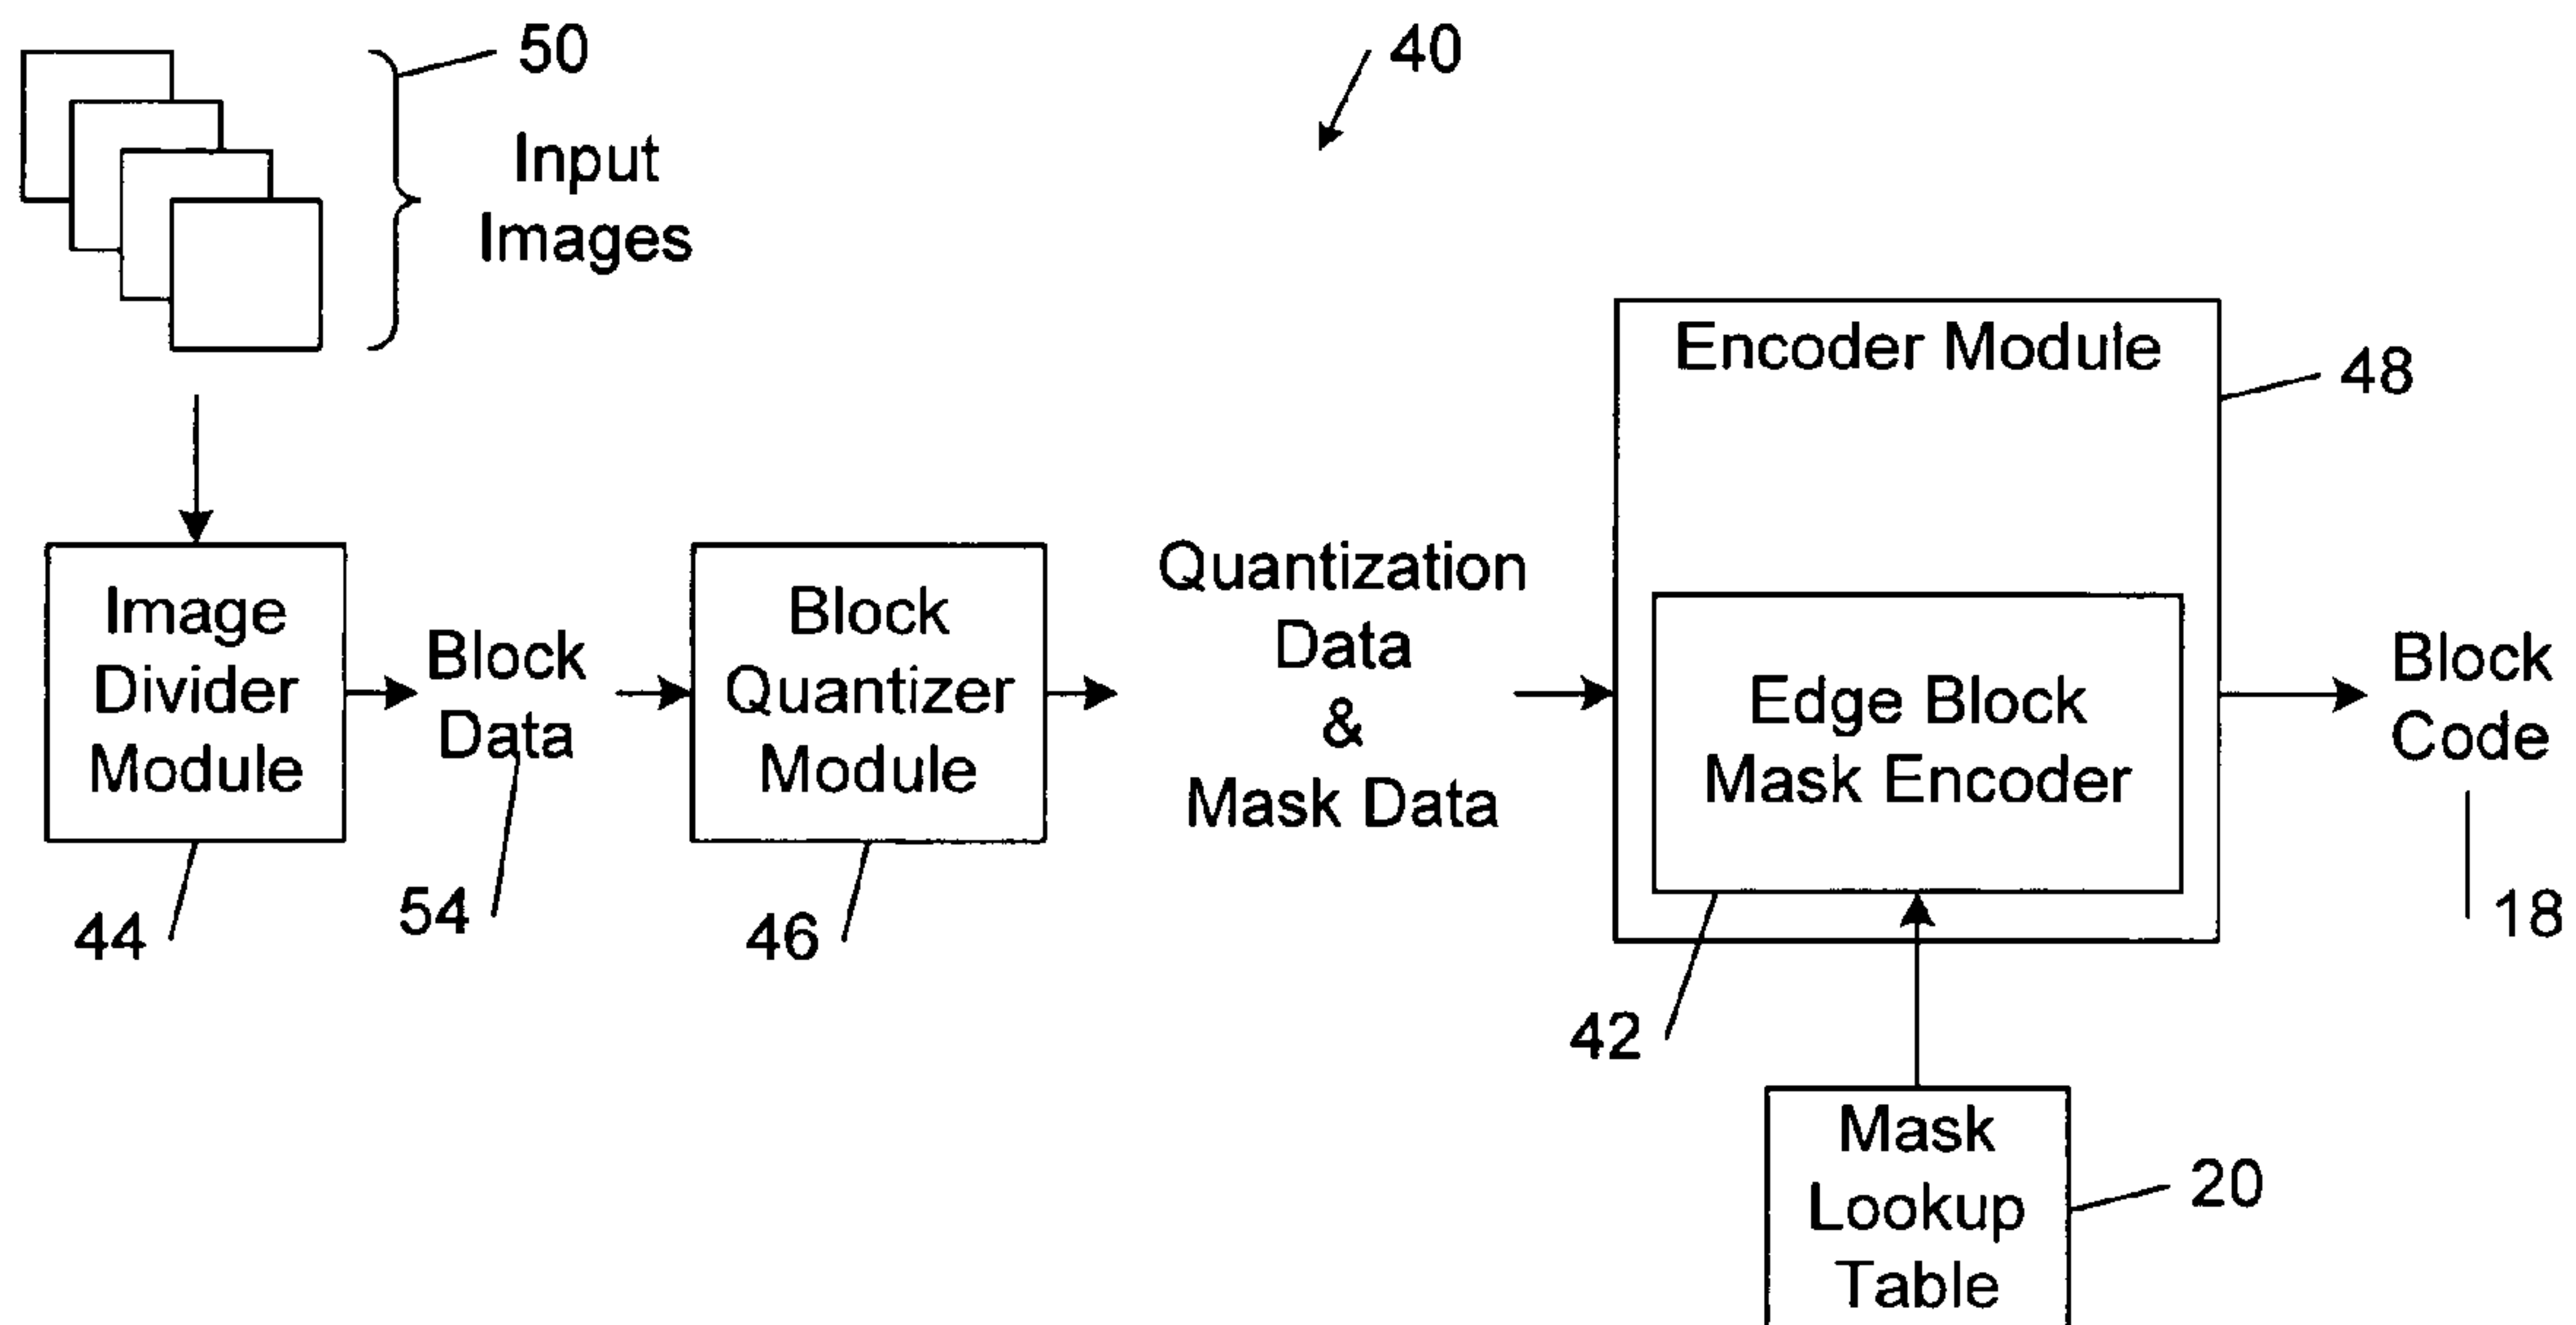 50
Input
Images
40
Encoder Module
48
Image
Divider
Module
44
Block
Data
54
Block
Quantizer
Module
46
Quantization
Data
&
Mask Data
Edge Block
Mask Encoder
42
Block
Code
18
Mask
Lookup
Table
20